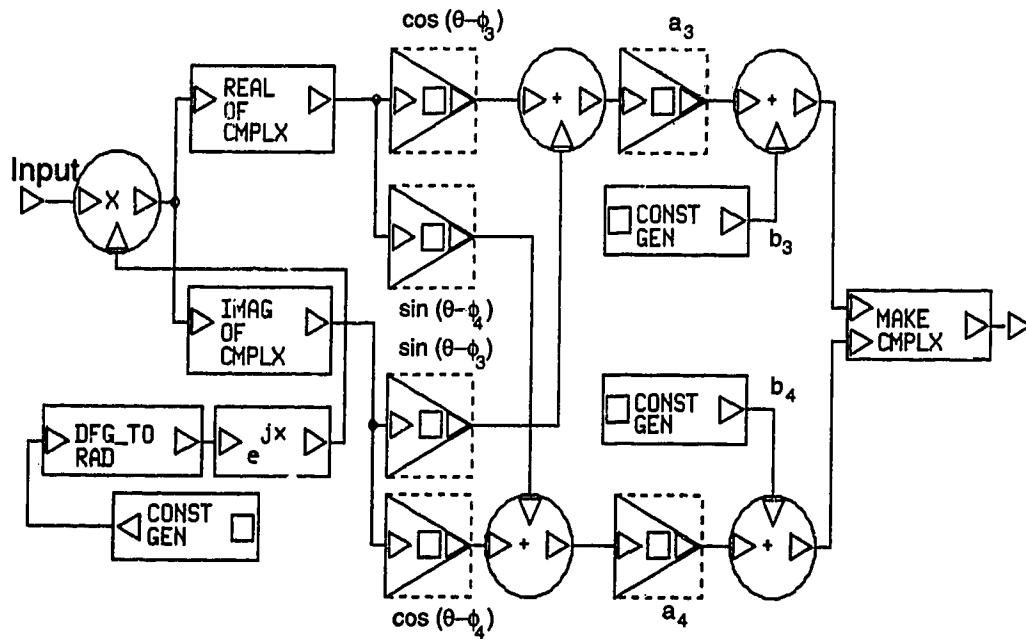 cos (θ-ϕ3)
a3
REAL
OF
CMPLX
+
+
Input
X
CONST
GEN
b3
sin (θ-ϕ4)
IMAG
OF
CMPLX
sin (θ-ϕ3)
MAKE
CMPLX
b4
CONST
GEN
DFG_TO
RAD
e jx
CONST
GEN
+
+
cos (θ-ϕ4)
a4